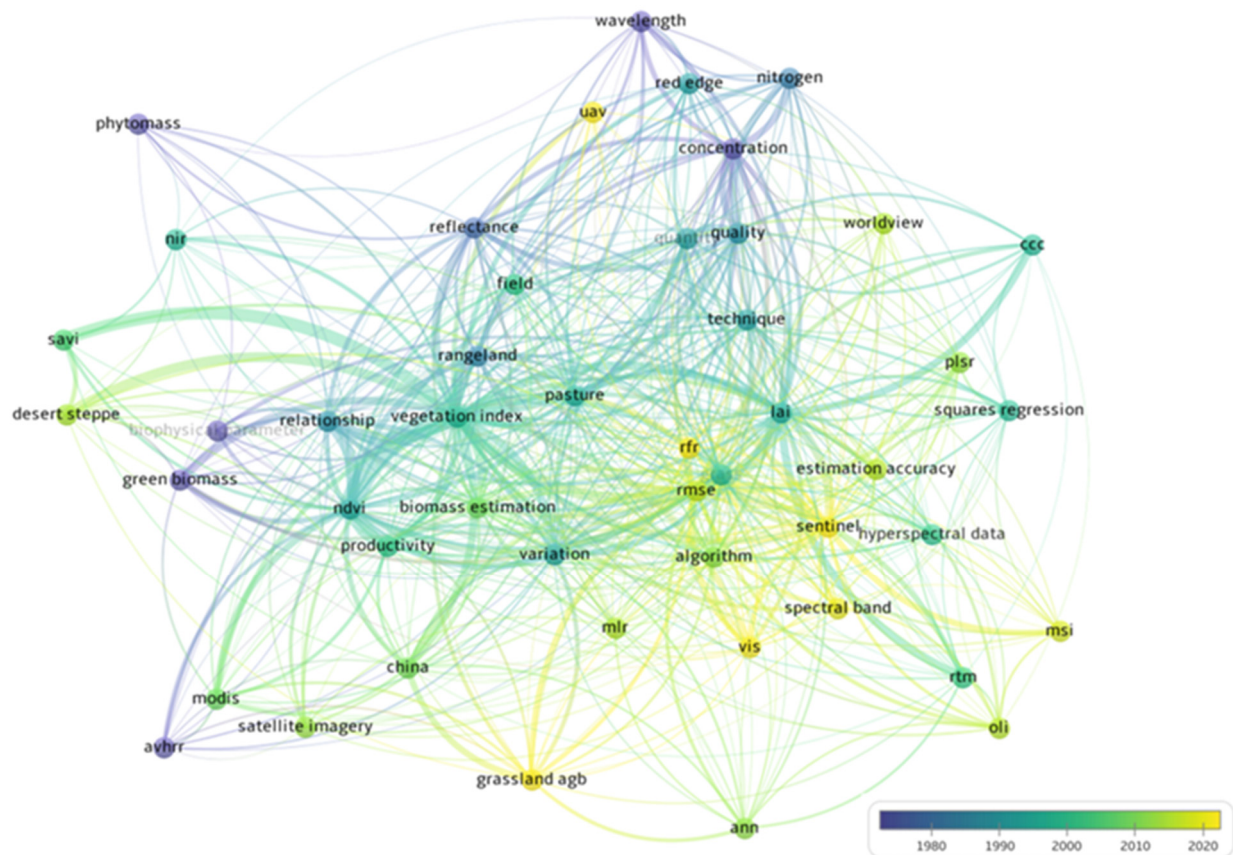 wavelength
red edge
nitrogen
uav
phytomass
concentration
reflectance
worldview
quantity
quality
nir
ccc
field
technique
savi
rangeland
plsr
pasture
desert steppe
vegetation index
lai
squares regression
relationship
biophysical parameter
rfr
estimation accuracy
green biomass
rmse
ndvi
biomass estimation
sentinel
hyperspectral data
productivity
variation
algorithm
spectral band
mlr
msi
vis
china
rtm
modis
satellite imagery
oli
avhrr
grassland agb
ann
1980 1990 2000 2010 2020